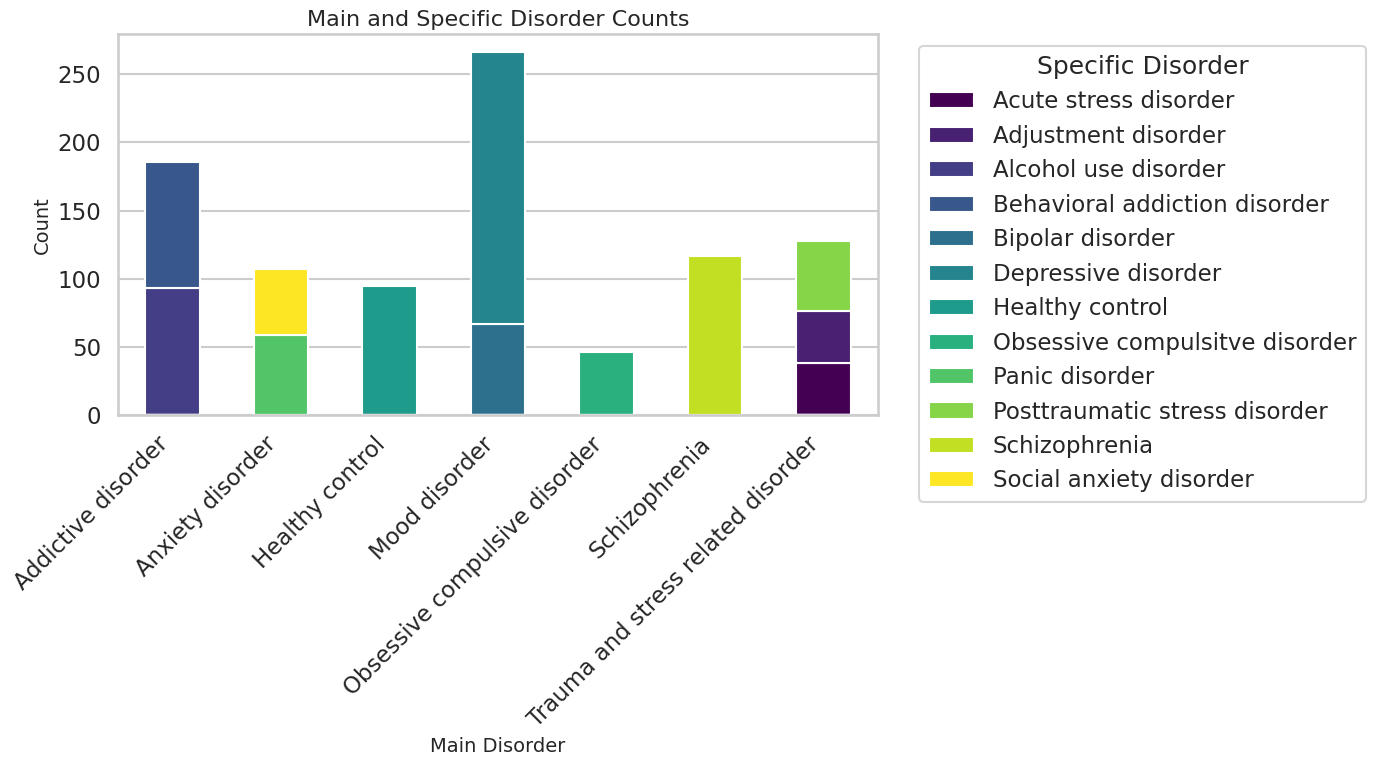 Main and Specific Disorder Counts
Count
250
200
150
100
50
0
Addictive disorder
Anxiety disorder
Healthy control
Mood disorder
Obsessive compulsive disorder
Schizophrenia
Trauma and stress related disorder
Main Disorder
Specific Disorder
Acute stress disorder
Adjustment disorder
Alcohol use disorder
Behavioral addiction disorder
Bipolar disorder
Depressive disorder
Healthy control
Obsessive compulsitve disorder
Panic disorder
Posttraumatic stress disorder
Schizophrenia
Social anxiety disorder